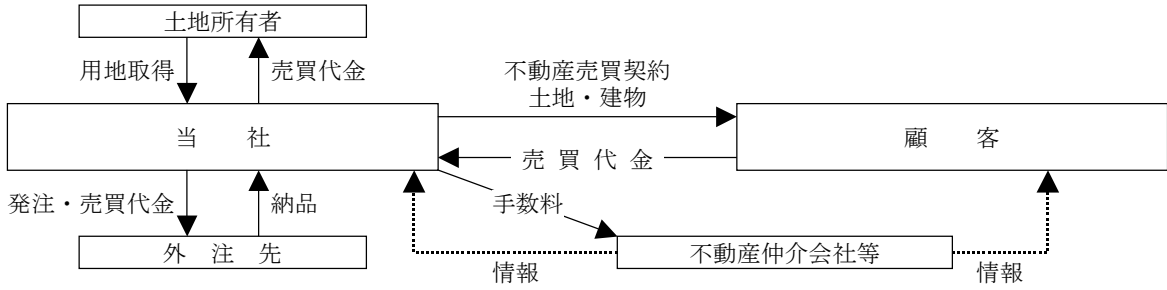 土地所有者
用地取得
売買代金
不動産売買契約
土地・建物
当　社
顧　客
売 買 代 金
発注・売買代金
納品
手数料
外 注 先
不動産仲介会社等
情報
情報